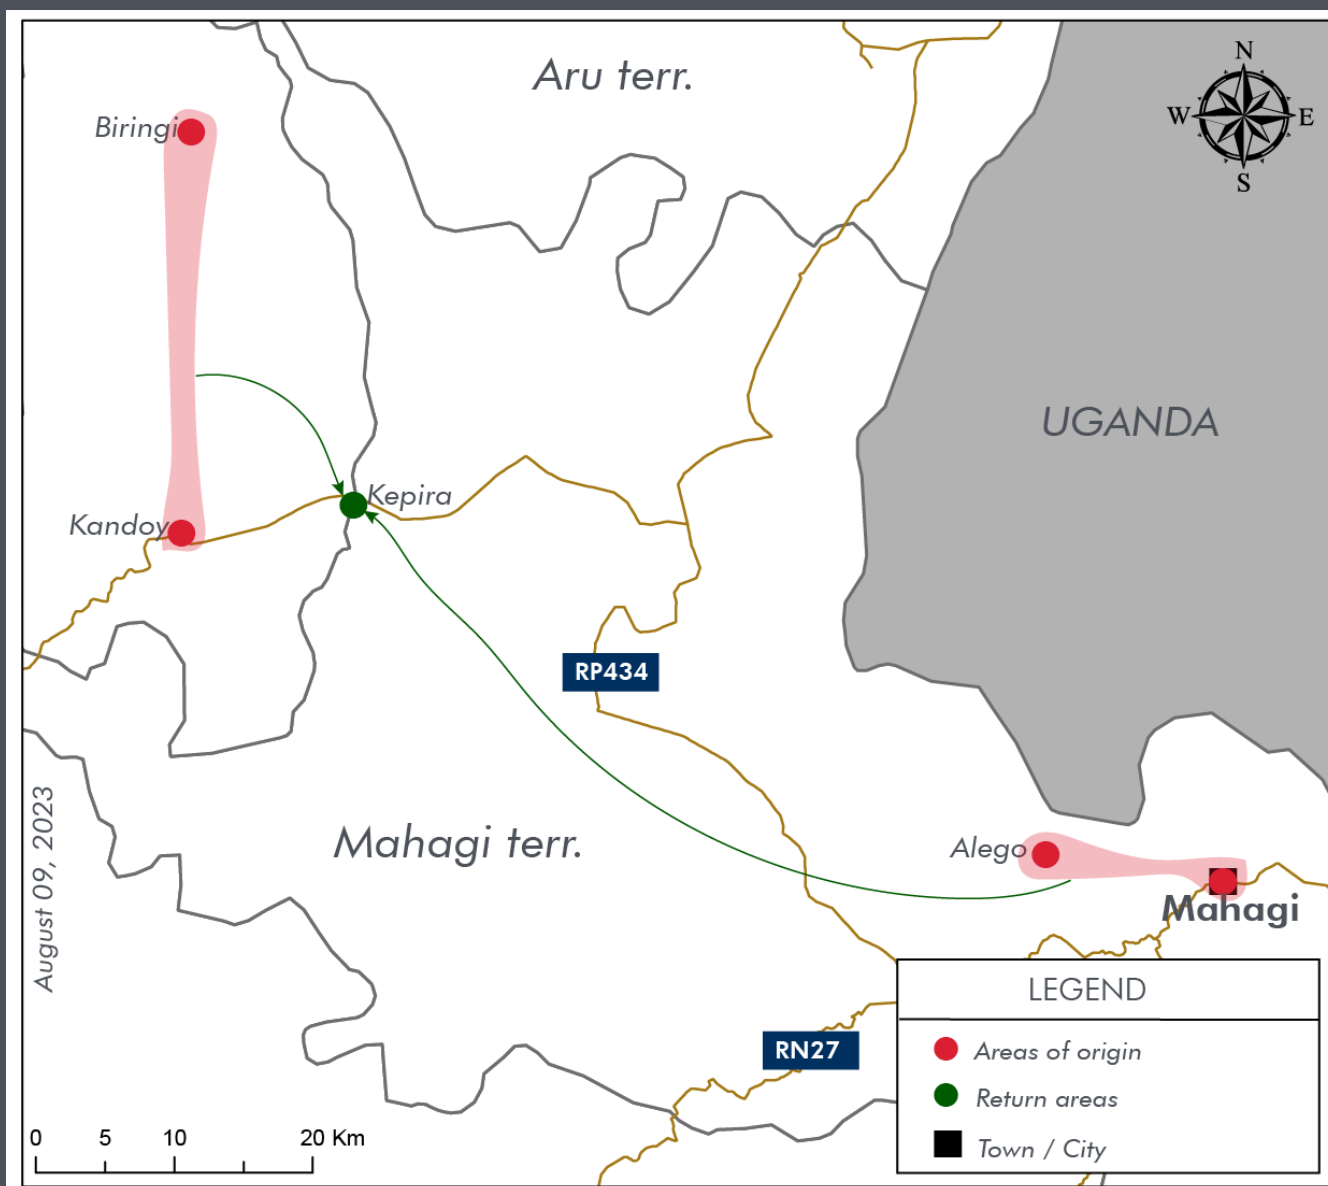 N
Aru terr.
W
E
Biringi
S
UGANDA
Kepira
Kandoy
RP434
Mahagi terr.
Alego
Mahagi
August 09, 2023
LEGEND
Areas of origin
Return areas
Town / City
RN27
0 5 10 20 Km